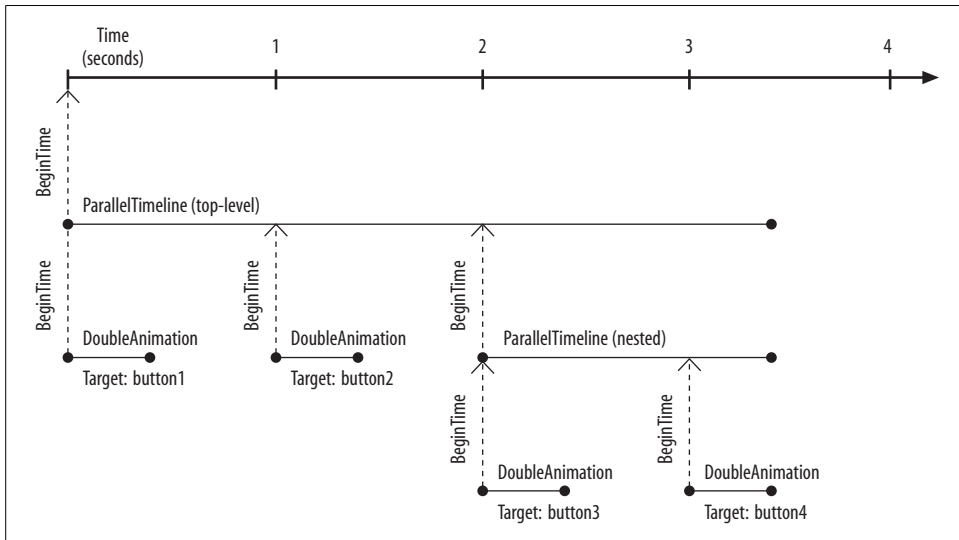 Time
(seconds)
1
2
3
4
BeginTime
ParallelTimeline (top-level)
BeginTime
BeginTime
BeginTime
DoubleAnimation
Target: button1
DoubleAnimation
Target: button2
ParallelTimeline (nested)
BeginTime
BeginTime
DoubleAnimation
Target: button3
DoubleAnimation
Target: button4